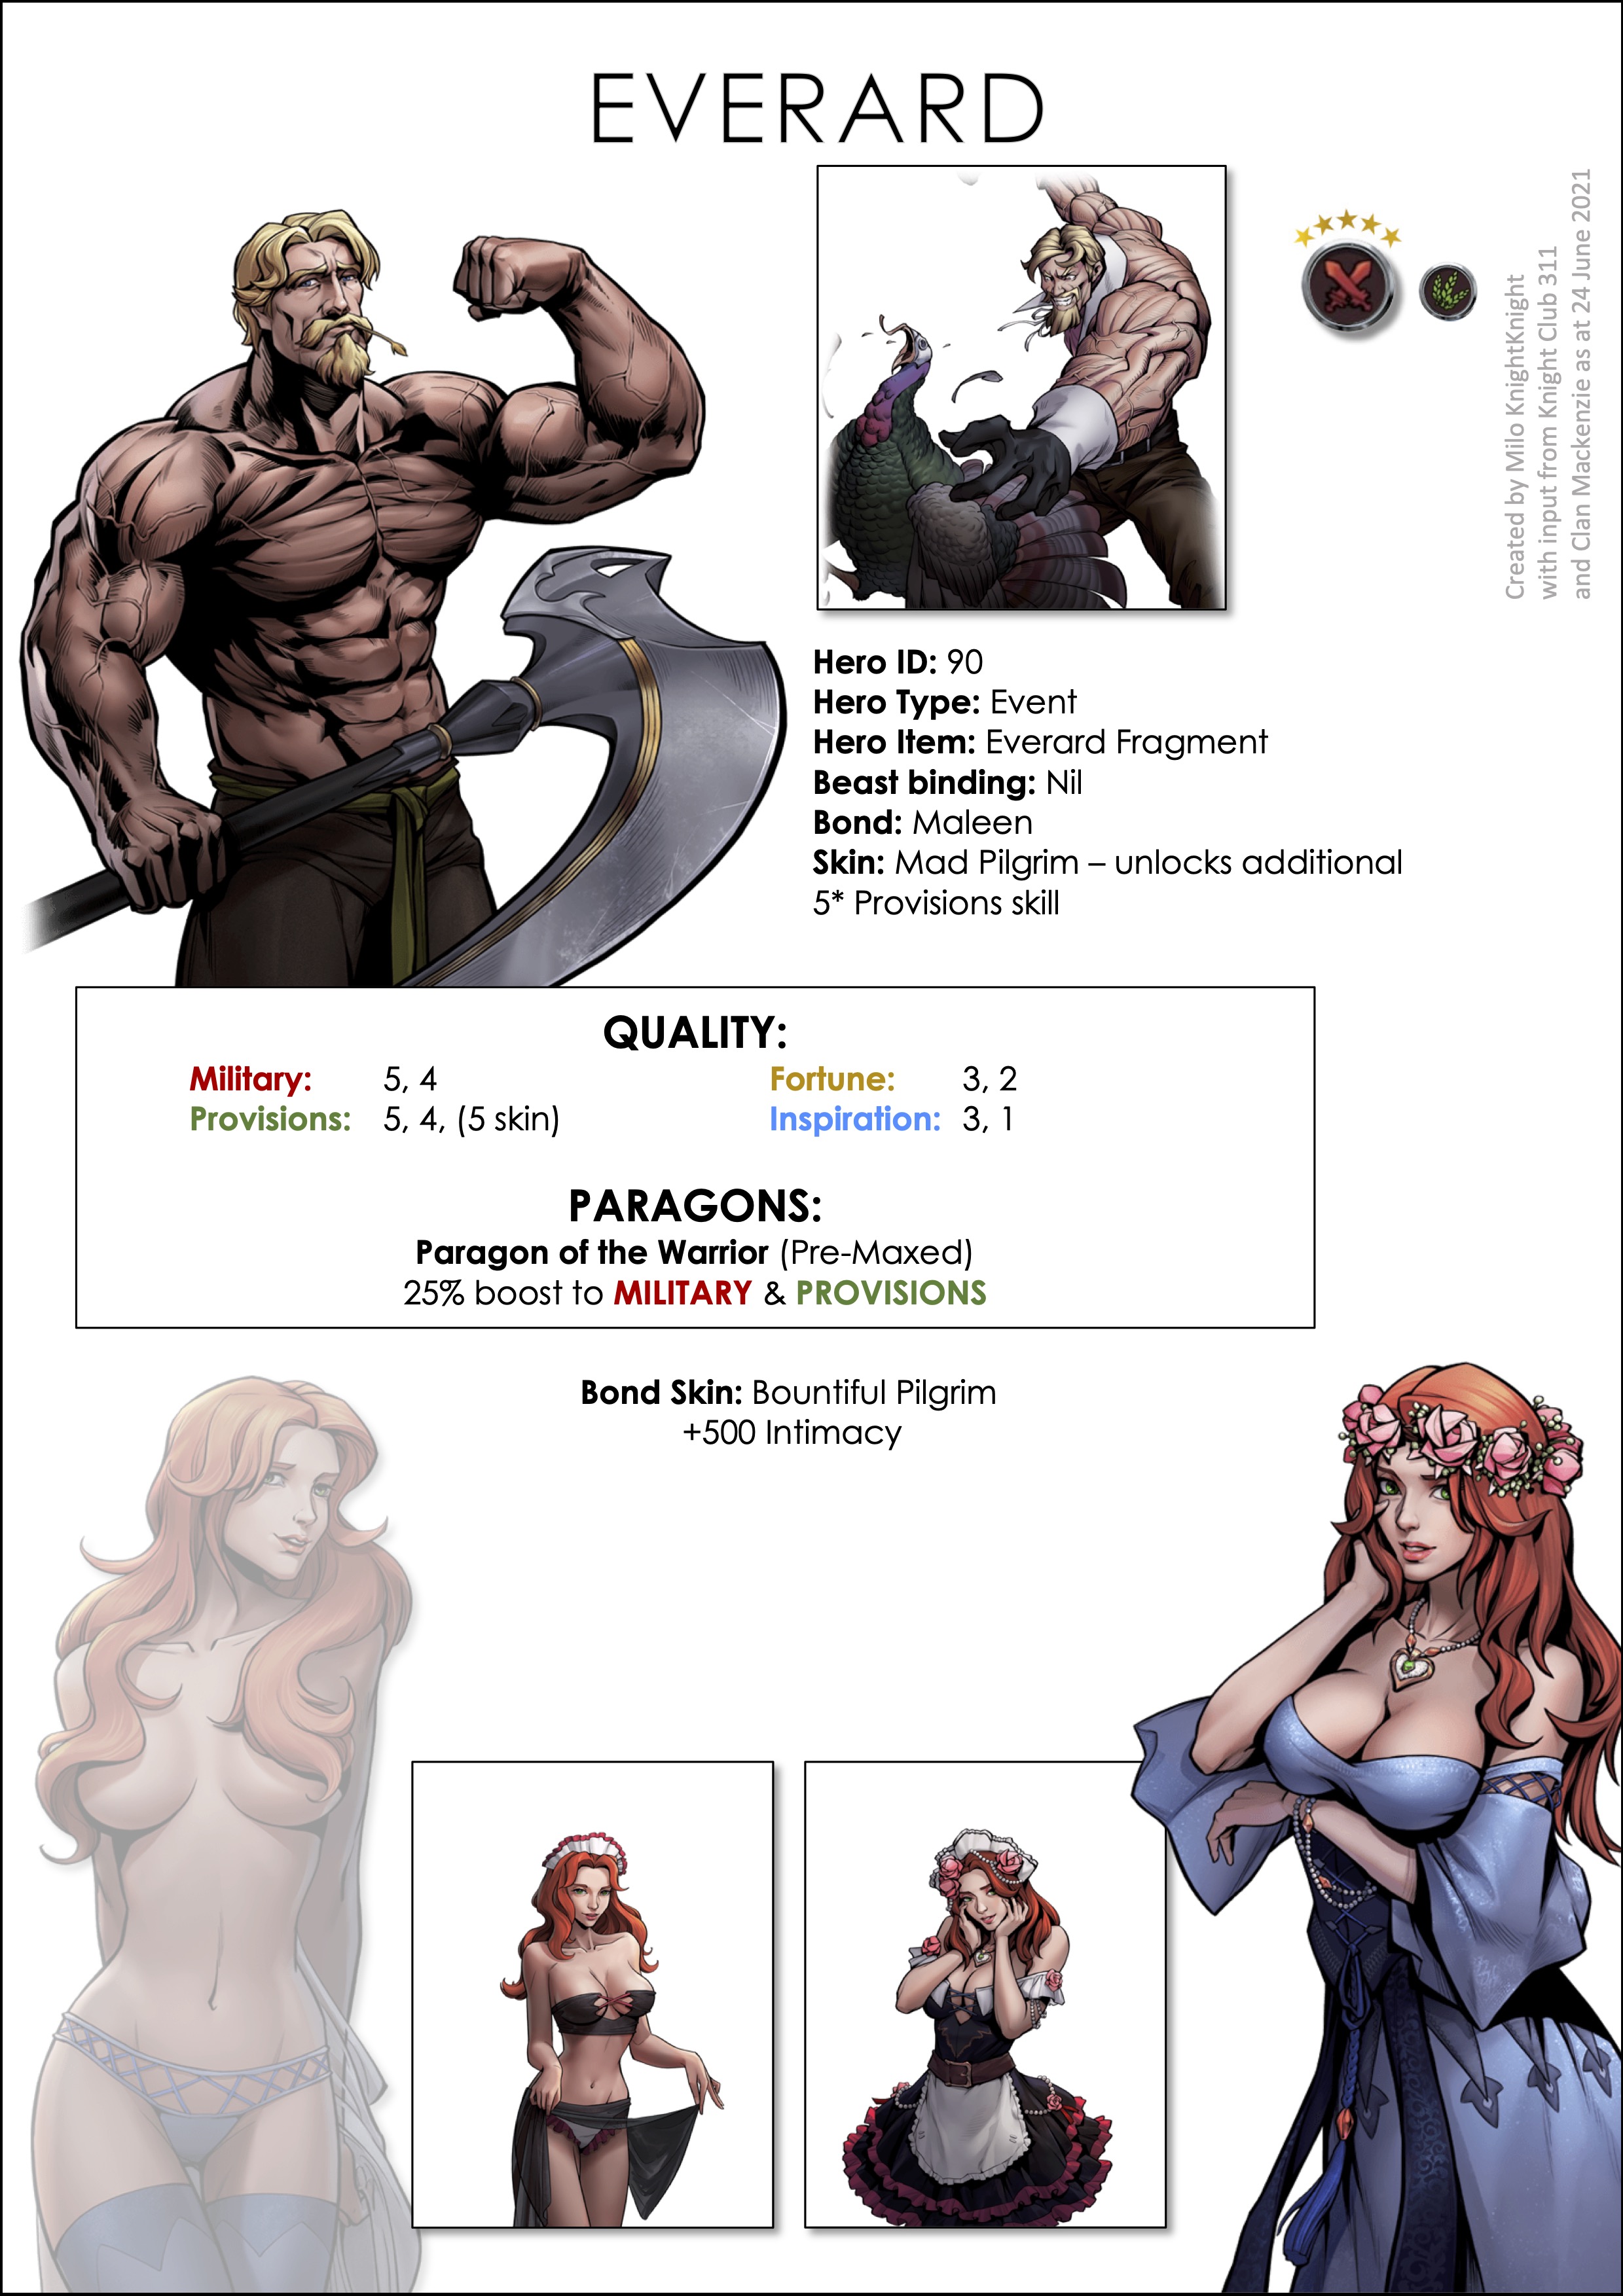 EVERARD
Created by Milo KnightKnight
with input from Knight Club 311
and Clan Mackenzie as at 24 June 2021
Hero ID: 90
Hero Type: Event
Hero Item: Everard Fragment
Beast binding: Nil
Bond: Maleen
Skin: Mad Pilgrim – unlocks additional
5* Provisions skill
QUALITY:
Military: 5, 4
Fortune: 3, 2
Provisions: 5, 4, (5 skin)
Inspiration: 3, 1
PARAGONS:
Paragon of the Warrior (Pre-Maxed)
25% boost to MILITARY & PROVISIONS
Bond Skin: Bountiful Pilgrim
+500 Intimacy